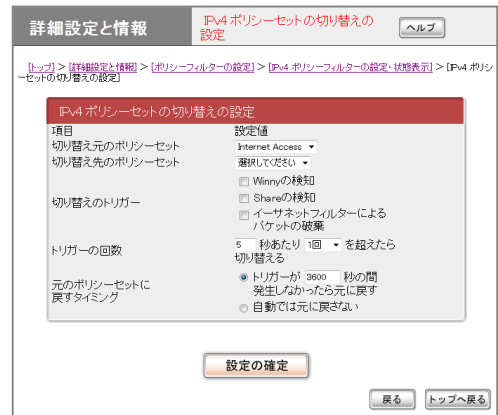 詳細設定と情報
IPv4 ポリシーセットの切り替えの
設定
ヘルプ
[トップ] > [詳細設定と情報] > [ポリシーフィルターの設定] > [IPv4 ポリシーフィルターの設定・状態表示] > [IPv4 ポリシ
ーセットの切り替えの設定]
IPv4 ポリシーセットの切り替えの設定
項目 設定値
切り替え元のポリシーセット Internet Access
切り替え先のポリシーセット 選択してください
切り替えのトリガー
Winnyの検知
Shareの検知
イーサネットフィルターによる
パケットの破棄
トリガーの回数
5 秒あたり 1回 を超えたら
切り替える
元のポリシーセットに
戻すタイミング
トリガーが 3600 秒の間
発生しなかったら元に戻す
自動では元に戻さない
設定の確定
戻る トップへ戻る